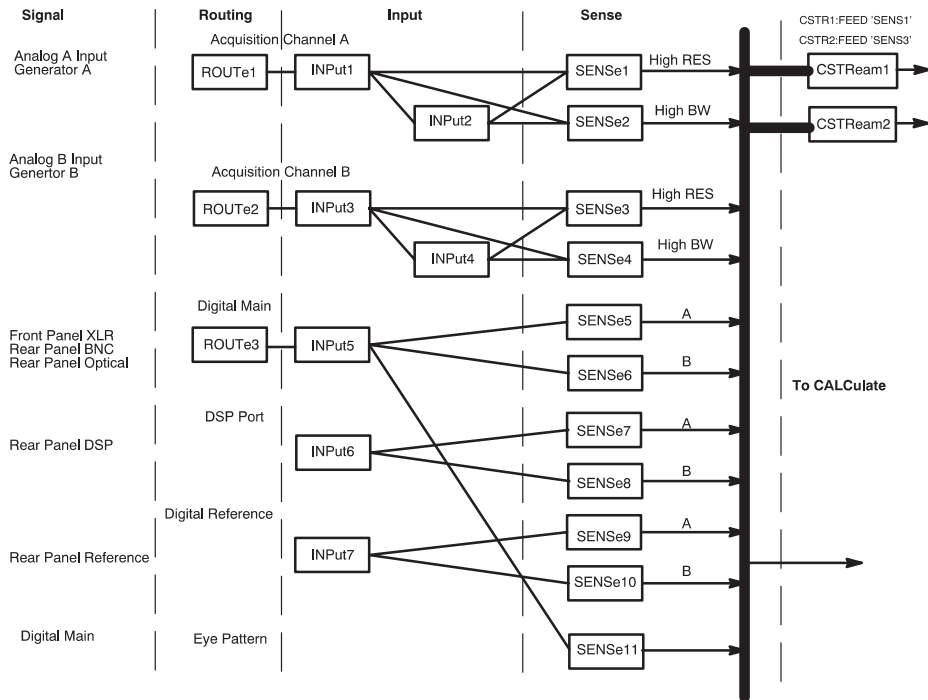 Signal
Routing
Input
Sense
CSTR1:FEED 'SENS1'
CSTR2:FEED 'SENS3'
Acquisition Channel A
Analog A Input
Generator A
ROUTe1
INPut1
SENSe1
High RES
CSTReam1
INPut2
SENSe2
High BW
CSTReam2
Analog B Input
Genertor B
Acquisition Channel B
ROUTe2
INPut3
SENSe3
High RES
INPut4
SENSe4
High BW
Digital Main
Front Panel XLR
Rear Panel BNC
Rear Panel Optical
ROUTe3
INPut5
SENSe5
A
SENSe6
B
To CALCulate
DSP Port
Rear Panel DSP
INPut6
SENSe7
A
SENSe8
B
Digital Reference
Rear Panel Reference
INPut7
SENSe9
A
SENSe10
B
Digital Main
Eye Pattern
SENSe11